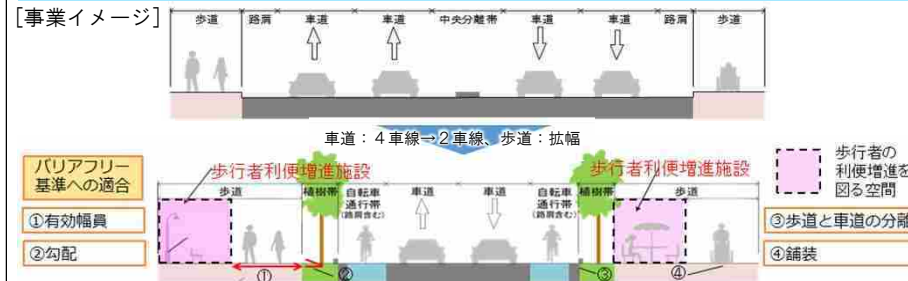 [事業イメージ]
歩道 路肩 車道 車道 中央分離帯 車道 車道 路肩 歩道
車道：４車線→２車線、歩道：拡幅
バリアフリー
基準への適合
①有効幅員
②勾配
歩行者利便増進施設
歩行者利便増進施設
歩道 植樹帯 自転車
通行帯
(路肩含む) 車道 車道 自転車
通行帯
(路肩含む) 植樹帯 歩道
① ② ③ ④
歩行者の
利便増進を
図る空間
③歩道と車道の分離
④舗装